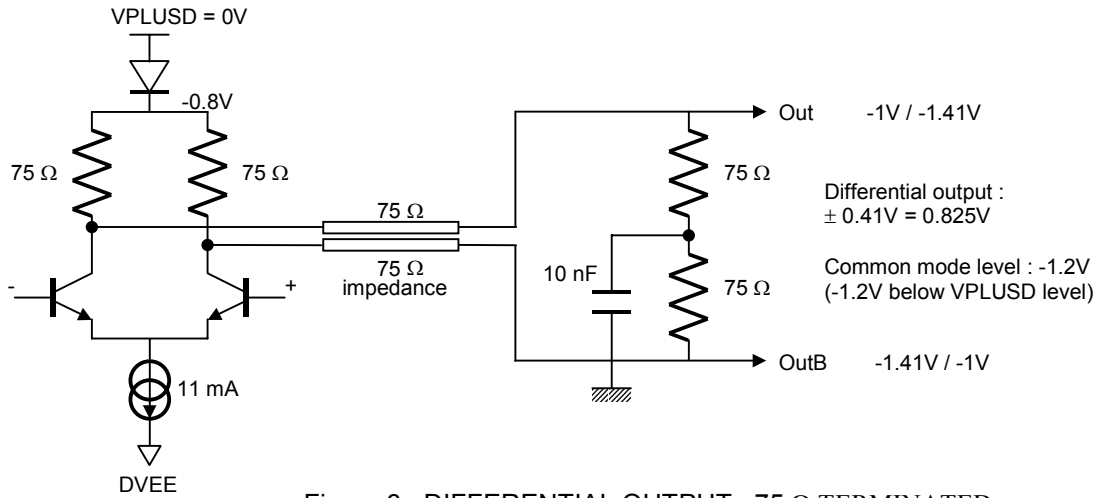 VPLUSD = 0V
-0.8V
75 Ω
75 Ω
75 Ω
75 Ω
impedance
-
+
11 mA
DVEE
10 nF
75 Ω
75 Ω
Out -1V / -1.41V
Differential output :
± 0.41V = 0.825V
Common mode level : -1.2V
(-1.2V below VPLUSD level)
OutB -1.41V / -1V